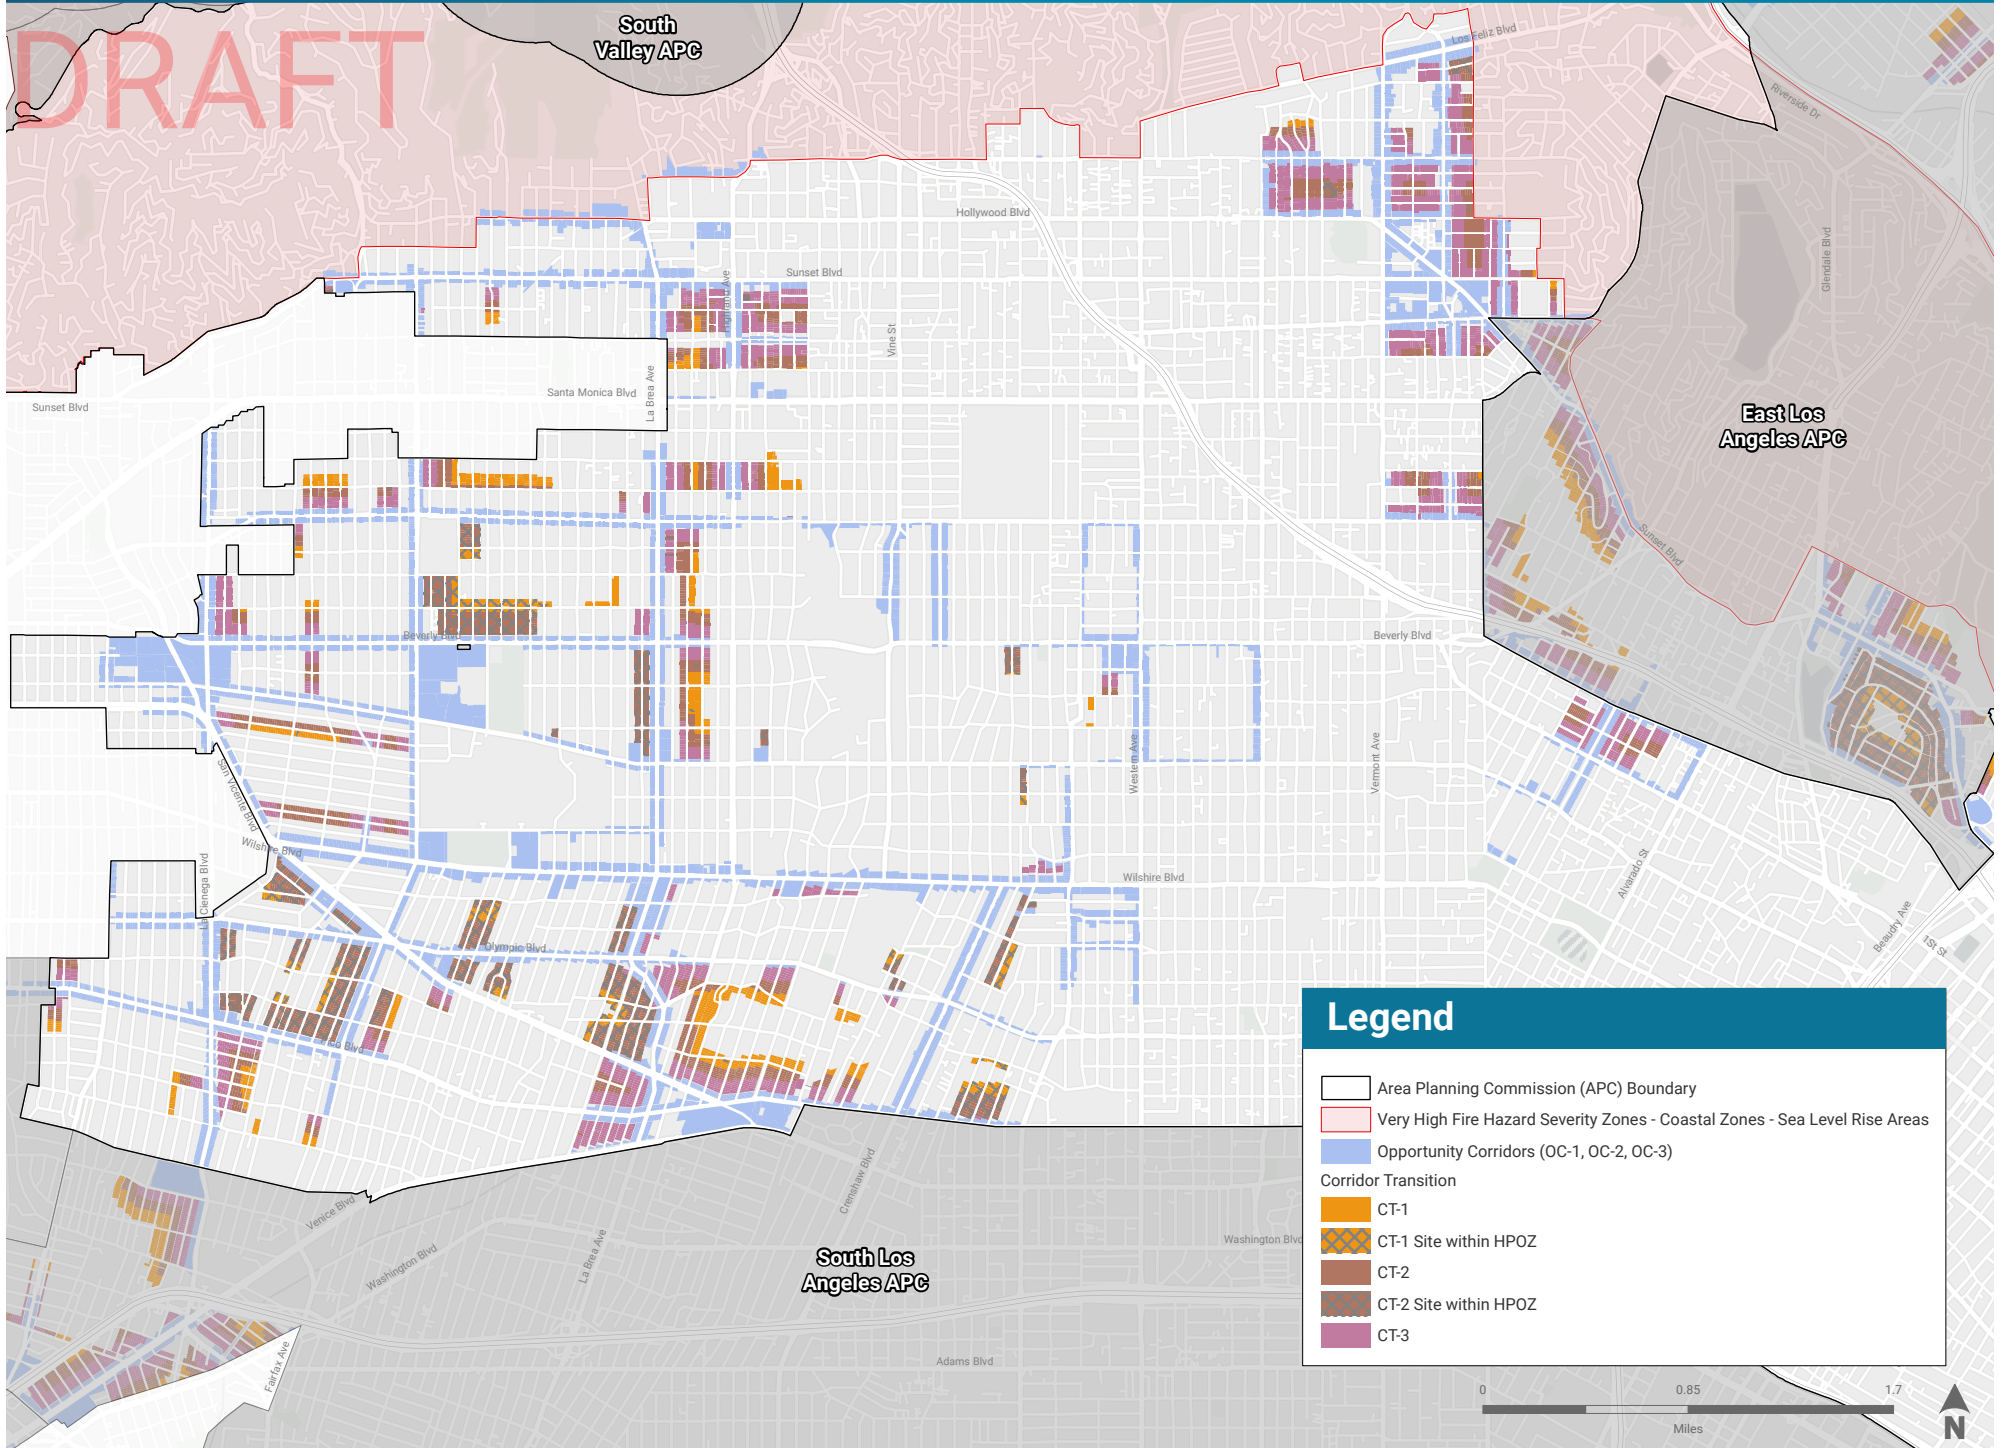 DRAFT
South
Valley APC
Los Feliz Blvd
Riverside Dr
Hollywood Blvd
Glendale Blvd
Sunset Blvd
Highland Ave
Vine St
La Brea Ave
Santa Monica Blvd
Sunset Blvd
East Los
Angeles APC
Sunset Blvd
Beverly Blvd
Beverly Blvd
Western Ave
Vermont Ave
San Vicente Blvd
Wilshire Blvd
La Cienega Blvd
Wilshire Blvd
Alvarado St
Beaudry Ave
1St St
Olympic Blvd
Pico Blvd
Crenshaw Blvd
Venice Blvd
Washington Blvd
La Brea Ave
Washington Blvd
South Los
Angeles APC
Fairfax Ave
Adams Blvd
Legend
Area Planning Commission (APC) Boundary
Very High Fire Hazard Severity Zones - Coastal Zones - Sea Level Rise Areas
Opportunity Corridors (OC-1, OC-2, OC-3)
Corridor Transition
CT-1
CT-1 Site within HPOZ
CT-2
CT-2 Site within HPOZ
CT-3
0 0.85 1.7
Miles
N